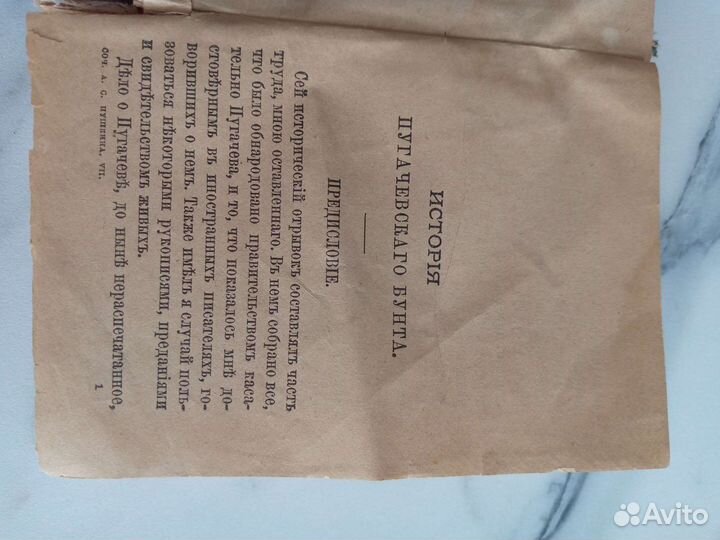 ИСТОРІЯ
ПУГАЧЕВСКАГО БУНТА.
ПРЕДИСЛОВІЕ.
Сей историческій отрывокъ составлялъ часть
труда, мною оставленнаго. Въ немъ собрано все,
что было обнародовано правительствомъ каса-
тельно Пугачева, и то, что показалось мнѣ до-
стовѣрнымъ въ иностранныхъ писателяхъ, го-
ворившихъ о немъ. Также имѣлъ я случай поль-
зоваться нѣкоторыми рукописями, преданіями
и свидѣтельствомъ живыхъ.
Дѣло о Пугачевѣ, до нынѣ нераспечатанное,
СОЧ. А. С. ПУШКИНА, VII.
1
Avito